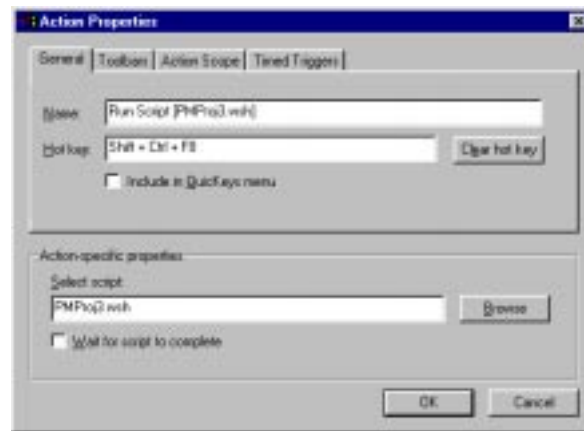 Action Properties
General Toolbars Action Scope Timed Triggers
Name: Run Script [PMProj3.wsh]
Hot key: Shift + Ctrl + F8 Clear hot key
Include in QuicKeys menu
Action-specific properties
Select script:
PMProj3.wsh Browse
Wait for script to complete
OK Cancel